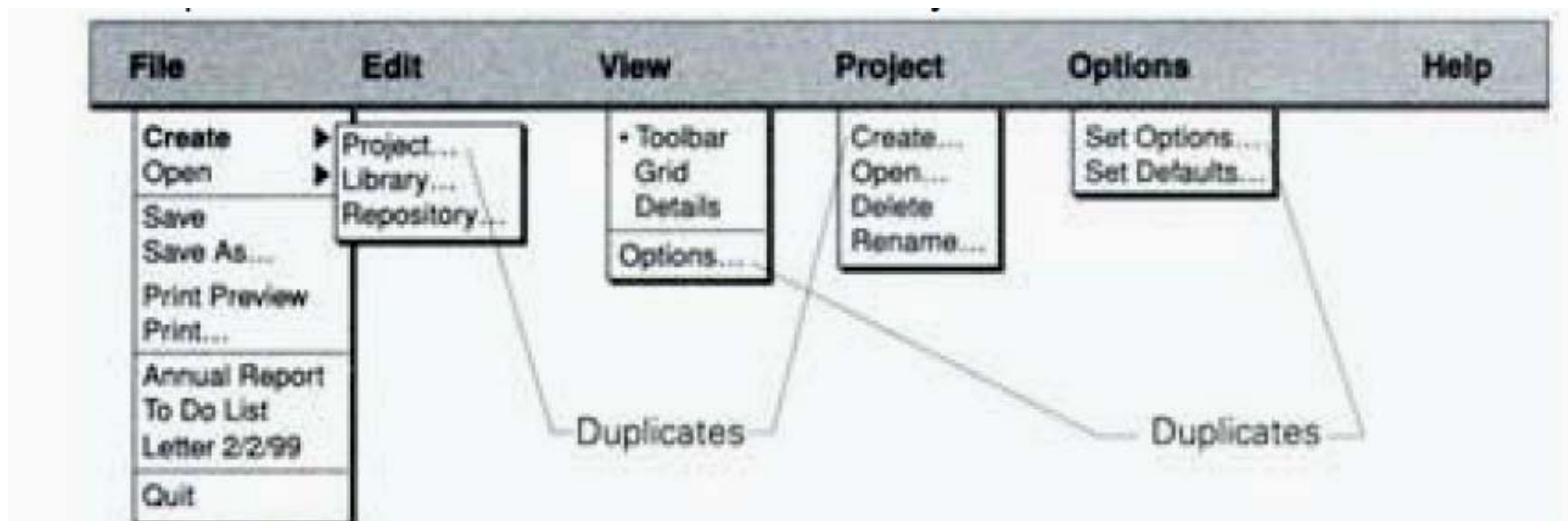 File Edit View Project Options Help
Create
Open
Save
Save As...
Print Preview
Print...
Annual Report
To Do List
Letter 2/2/99
Quit
Project...
Library...
Repository...
• Toolbar
Grid
Details
Options...
Create...
Open...
Delete
Rename...
Set Options...
Set Defaults...
Duplicates
Duplicates